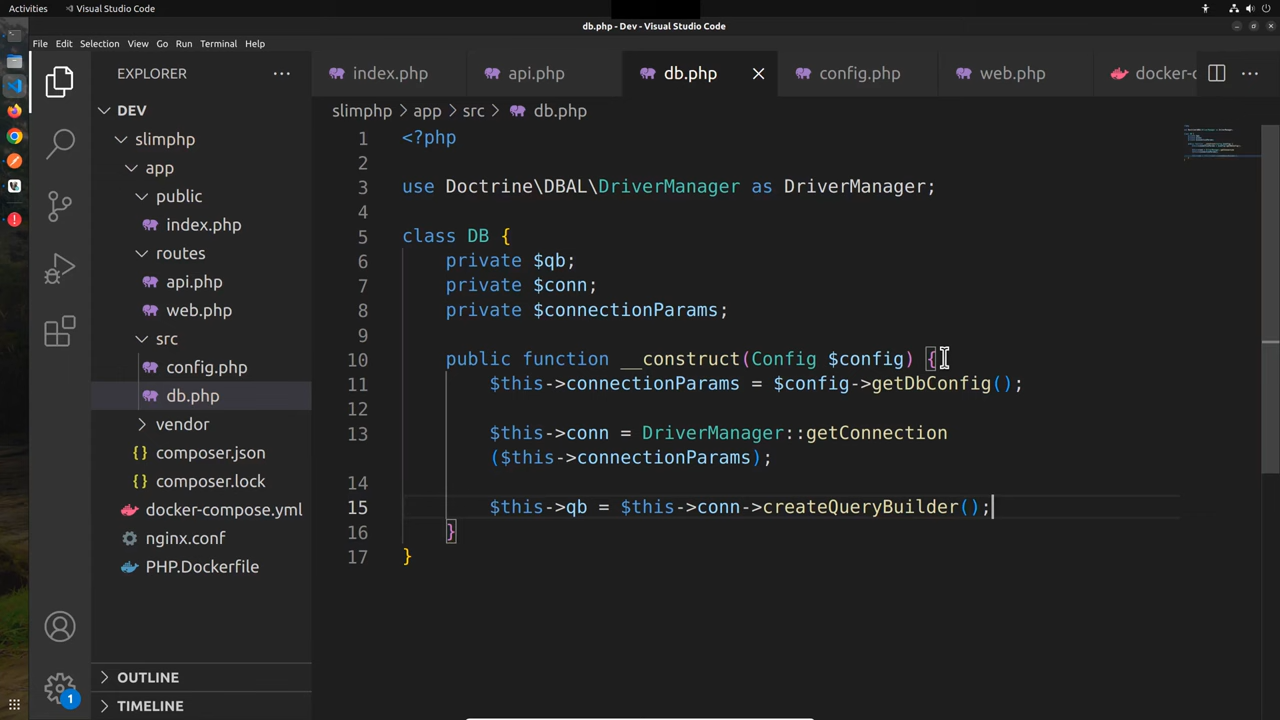 Activities
Visual Studio Code
db.php - Dev - Visual Studio Code
File Edit Selection View Go Run Terminal Help
EXPLORER
index.php
api.php
db.php
config.php
web.php
docker-c
DEV
slimphp
app
public
index.php
routes
api.php
web.php
src
config.php
db.php
vendor
composer.json
composer.lock
docker-compose.yml
nginx.conf
PHP.Dockerfile
OUTLINE
TIMELINE
1
slimphp > app > src > db.php
1 <?php
2
3 use Doctrine\DBAL\DriverManager as DriverManager;
4
5 class DB {
6 private $qb;
7 private $conn;
8 private $connectionParams;
9
10 public function __construct(Config $config) {
11 $this->connectionParams = $config->getDbConfig();
12
13 $this->conn = DriverManager::getConnection
($this->connectionParams);
14
15 $this->qb = $this->conn->createQueryBuilder();
16 }
17 }